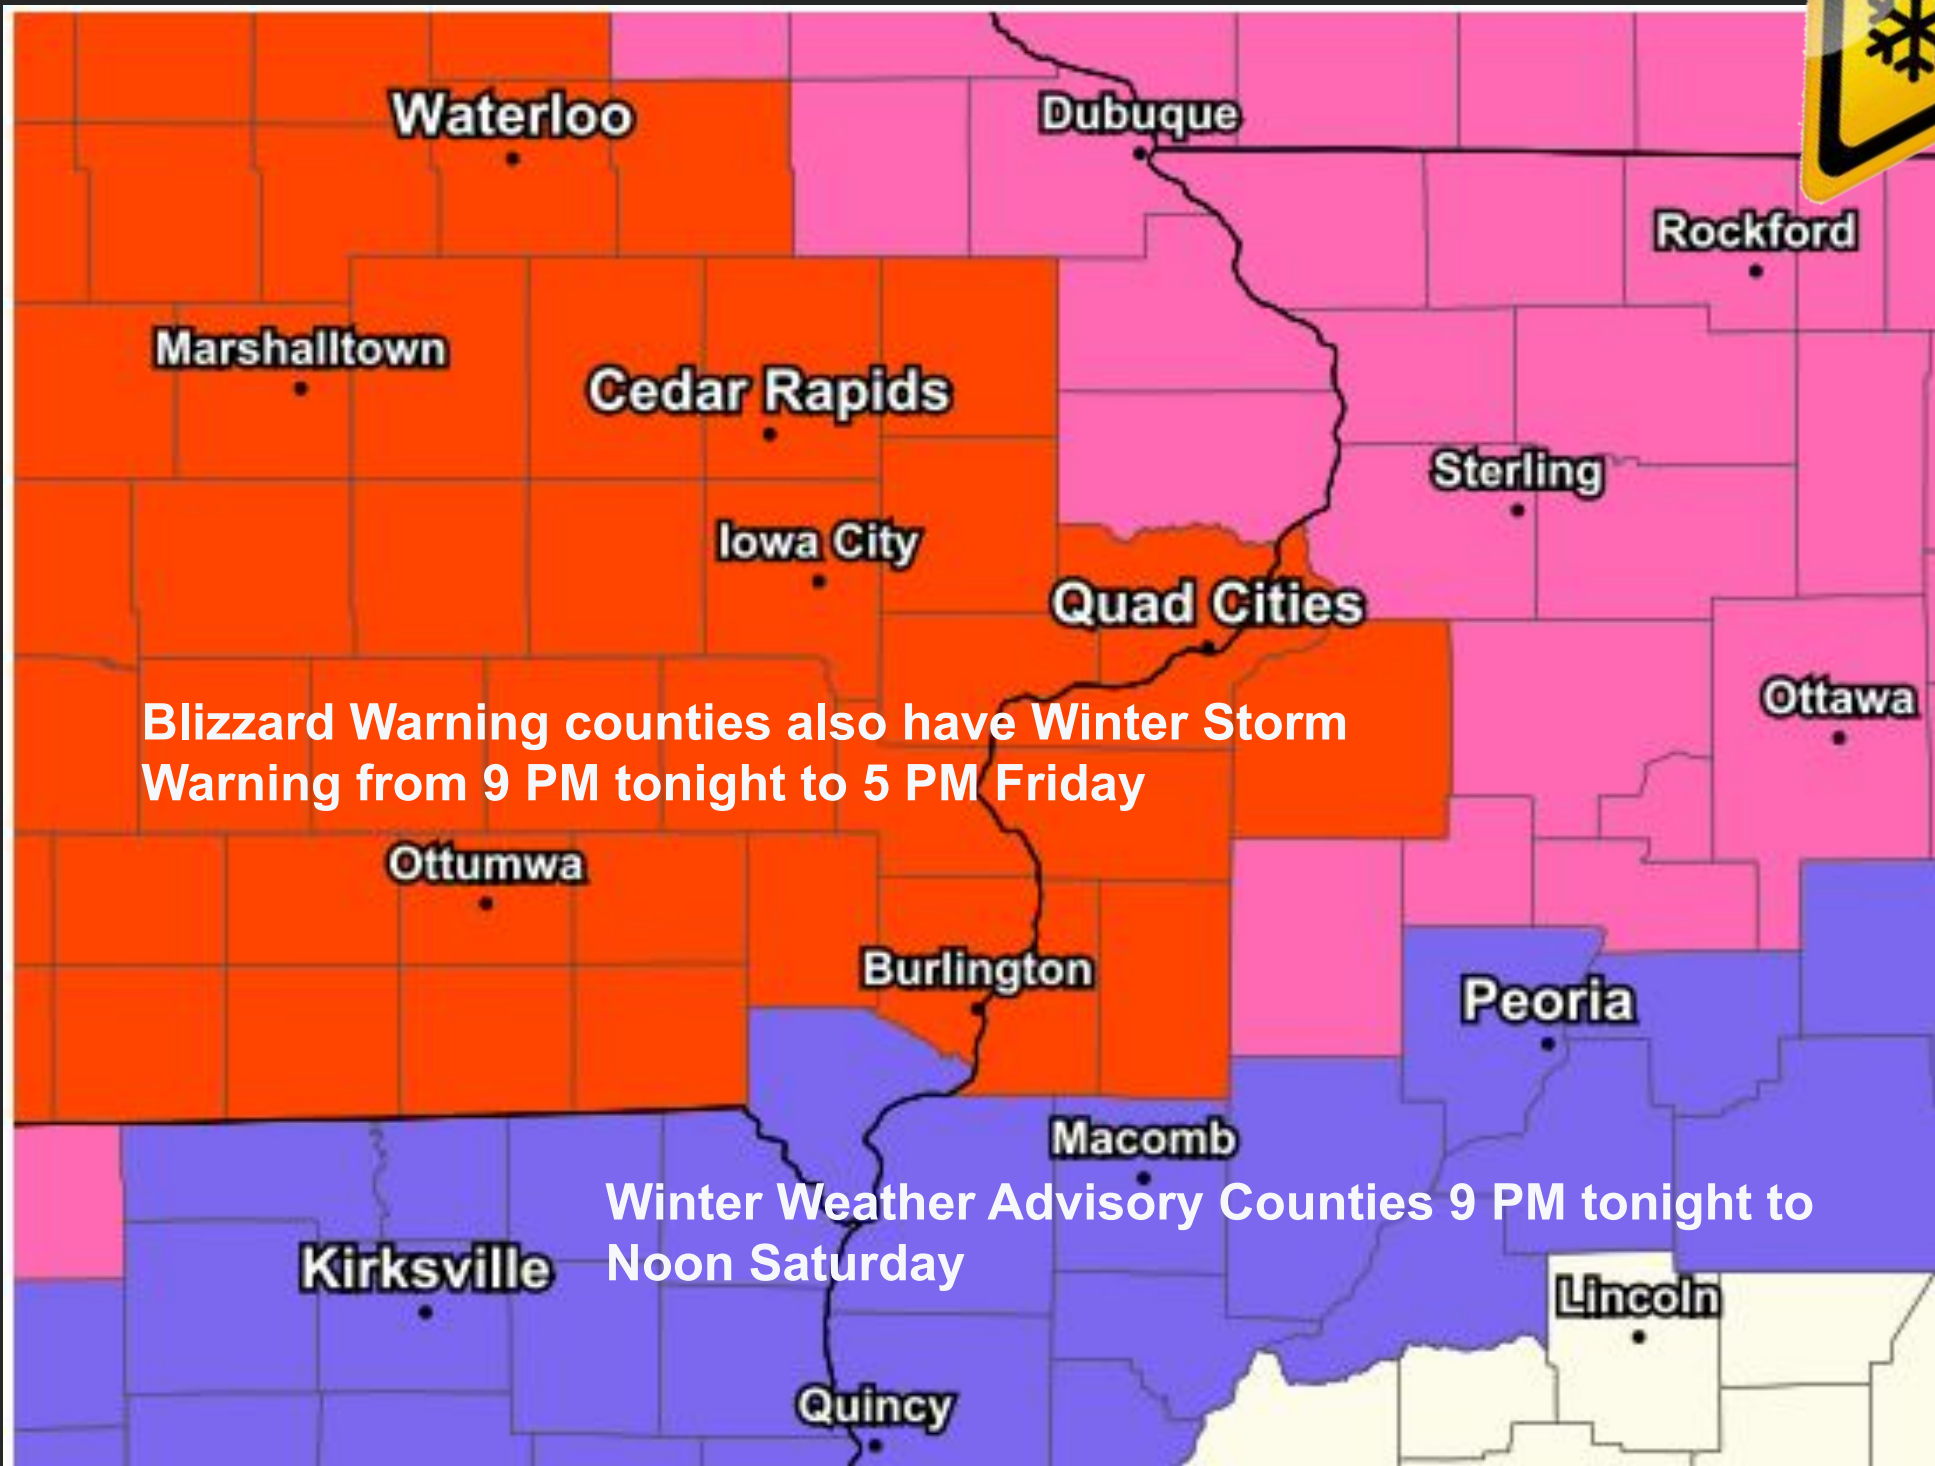 Waterloo
Dubuque
Rockford
Marshalltown
Cedar Rapids
Sterling
Iowa City
Quad Cities
Ottawa
Blizzard Warning counties also have Winter Storm
Warning from 9 PM tonight to 5 PM Friday
Ottumwa
Burlington
Peoria
Macomb
Winter Weather Advisory Counties 9 PM tonight to
Noon Saturday
Kirksville
Lincoln
Quincy